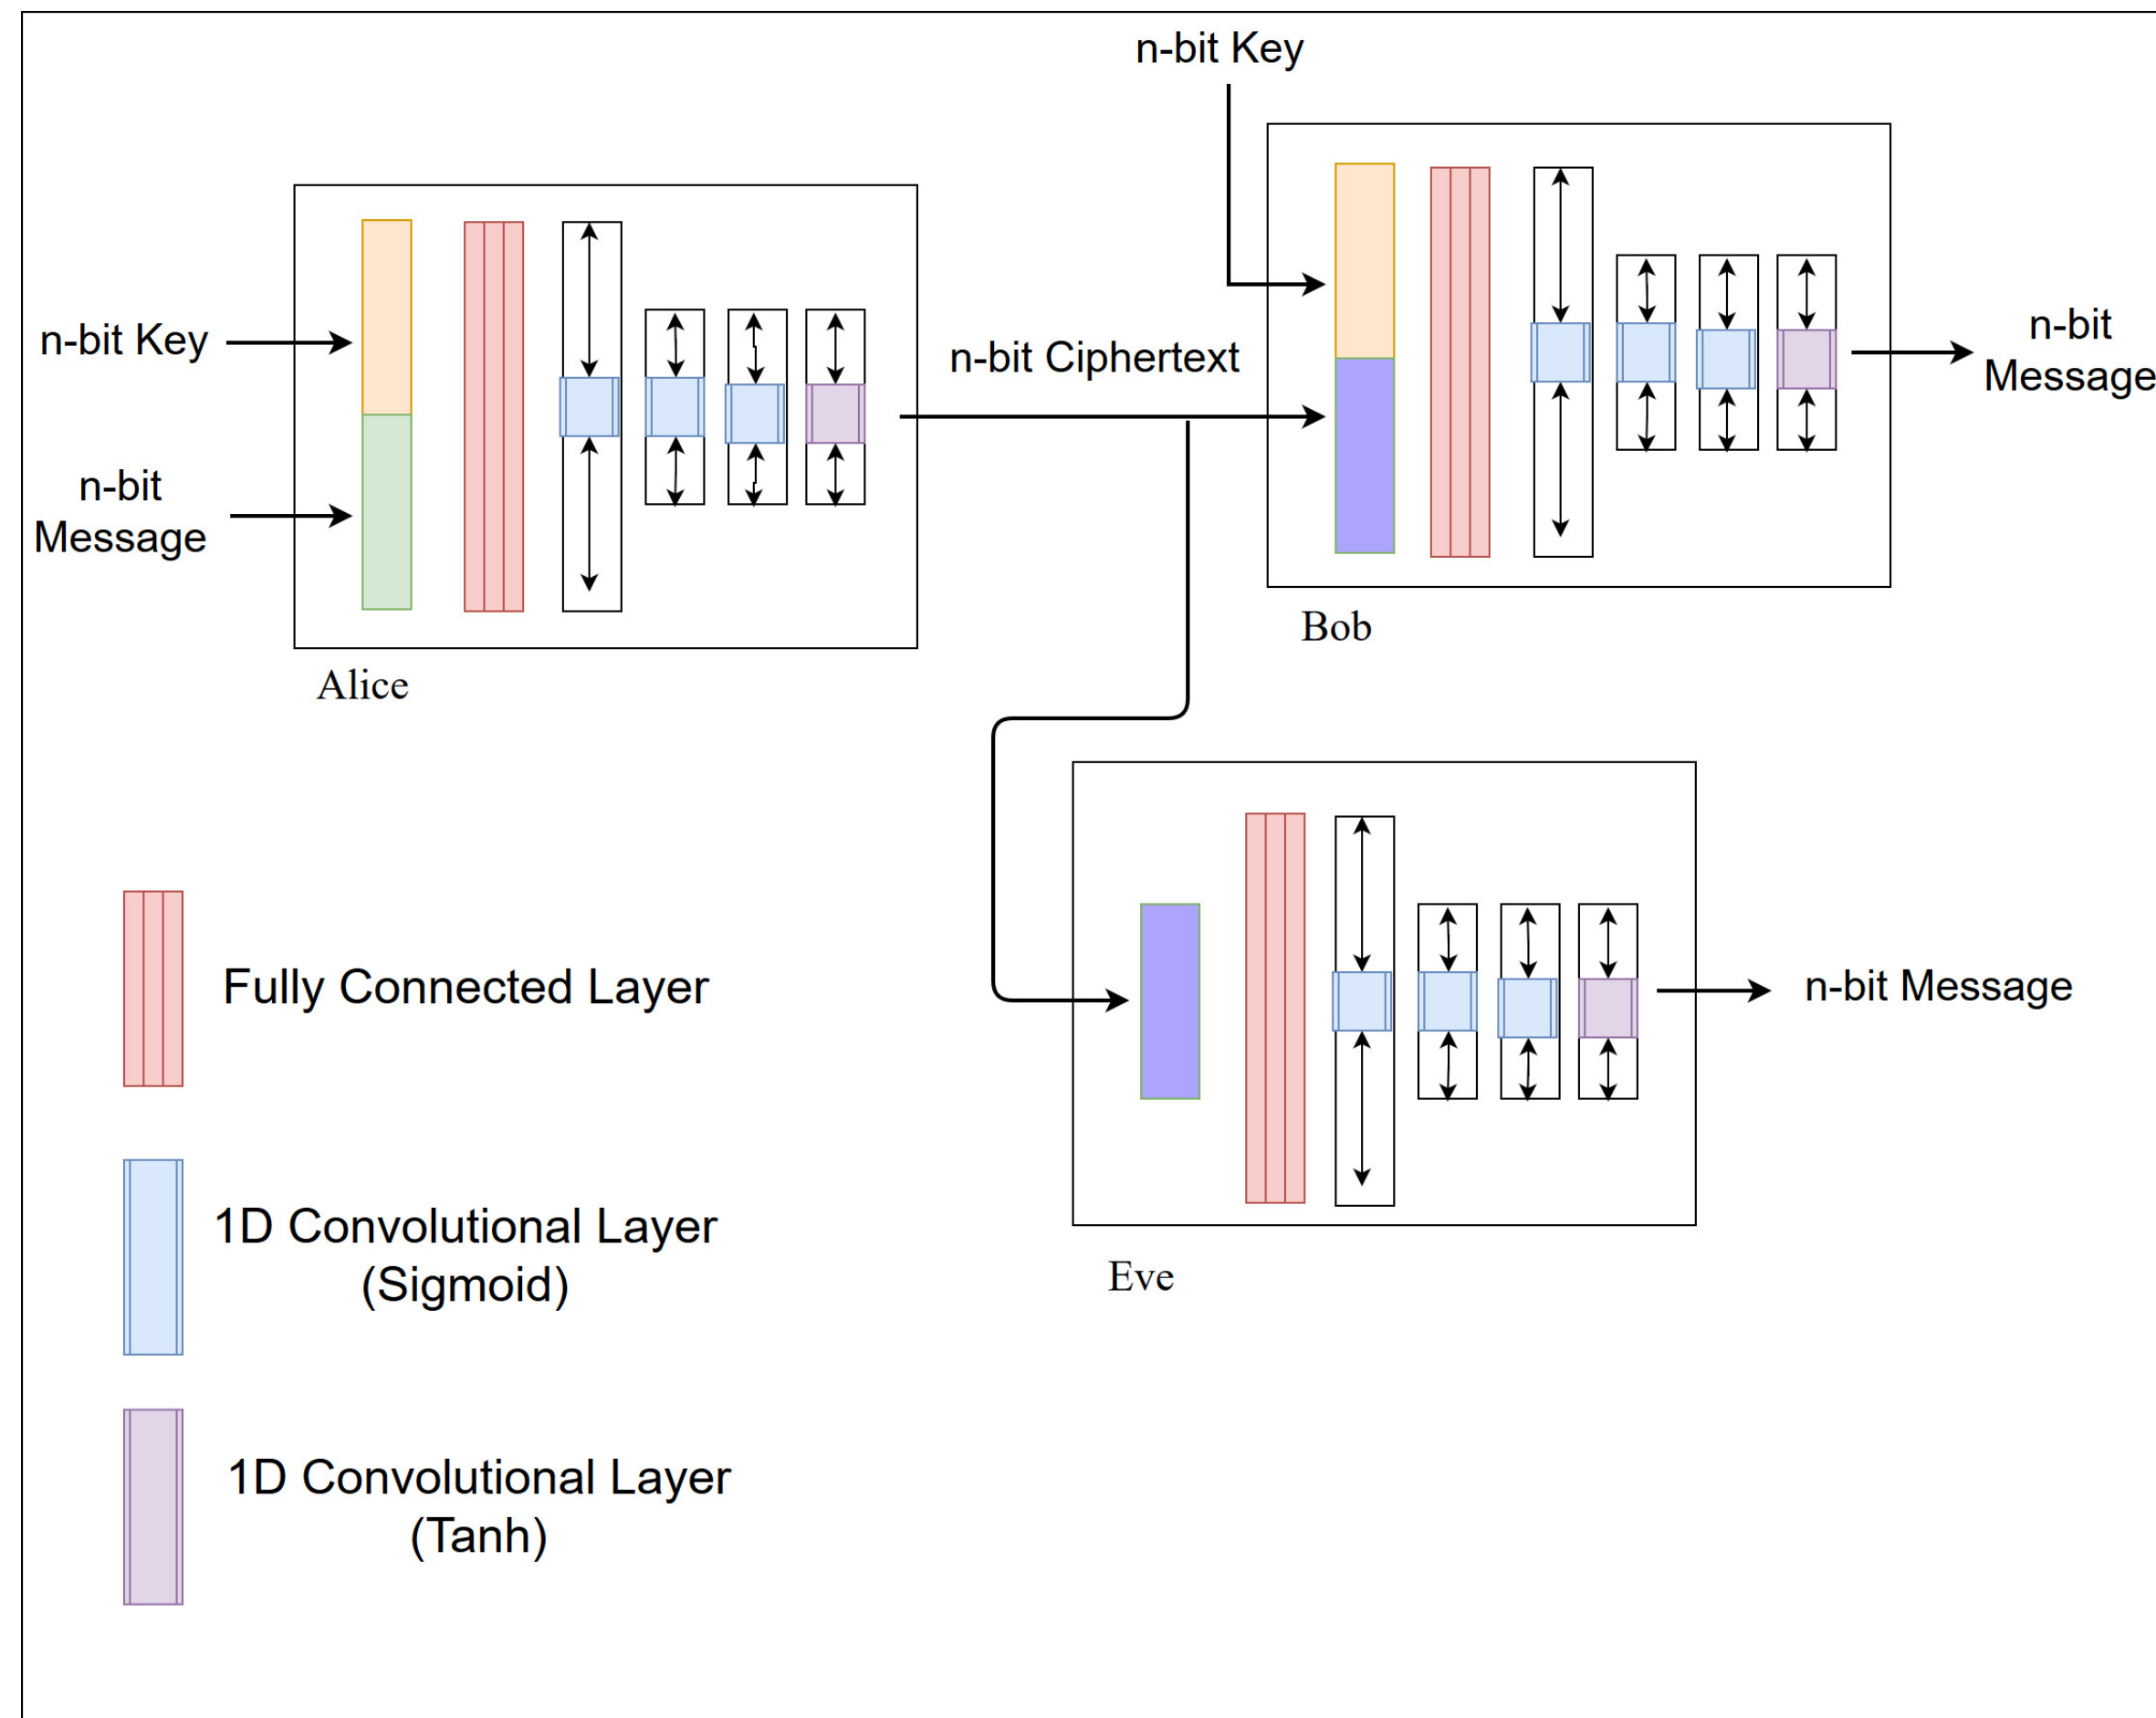 n-bit Key
n-bit Key
n-bit
Message
n-bit Ciphertext
n-bit
Message
Alice
Bob
Eve
n-bit Message
Fully Connected Layer
1D Convolutional Layer
(Sigmoid)
1D Convolutional Layer
(Tanh)